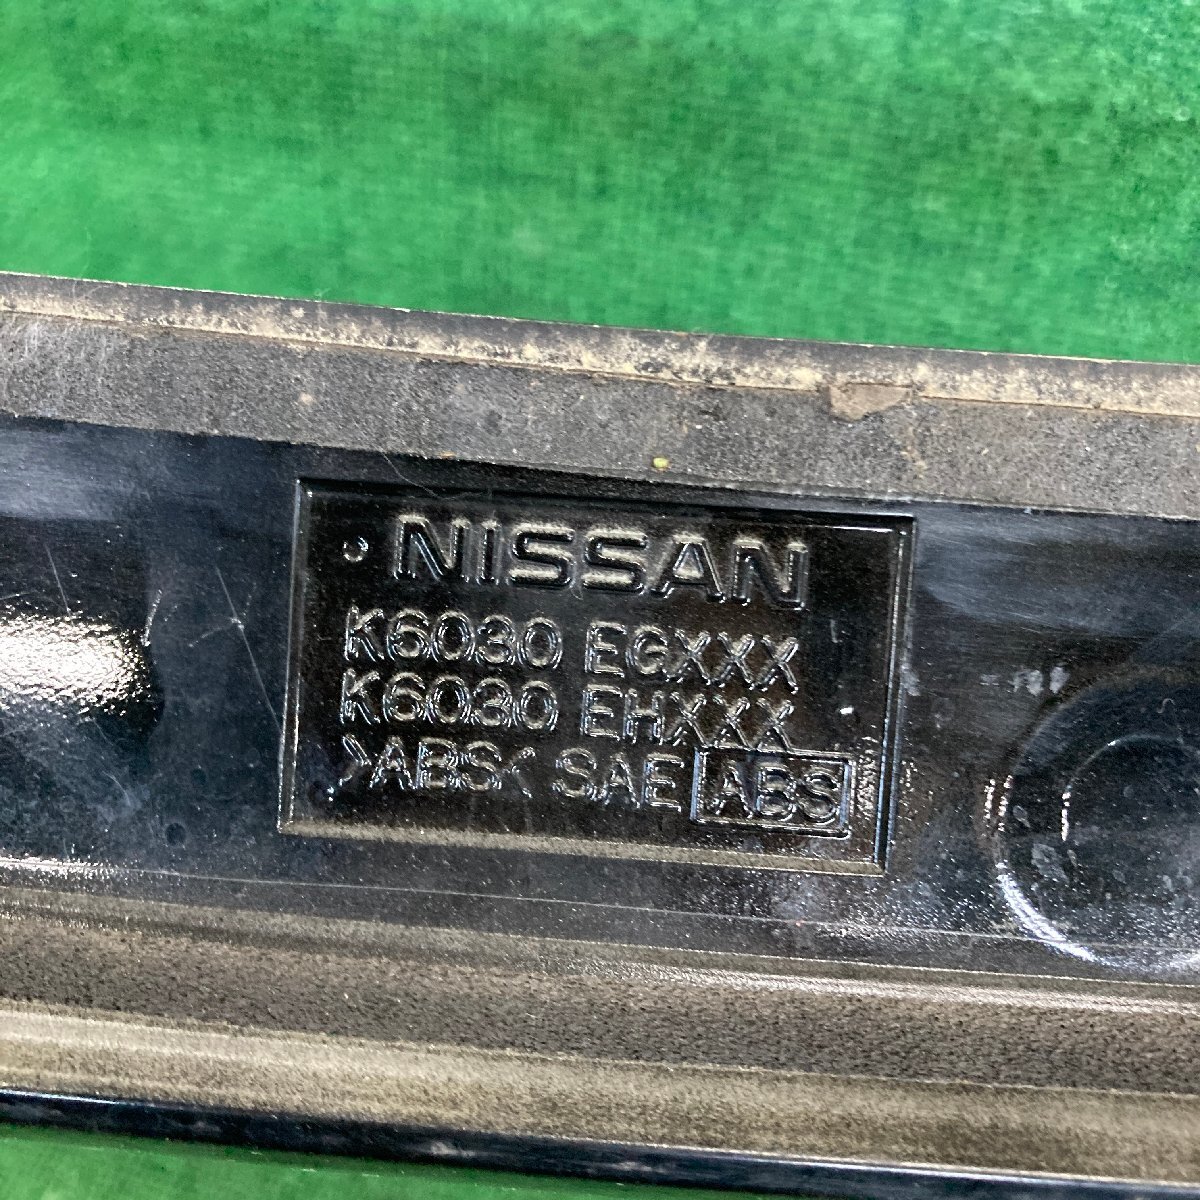 NISSAN
K6030 EGXXX
K6030 EHXXX
>ABS< SAE ABS